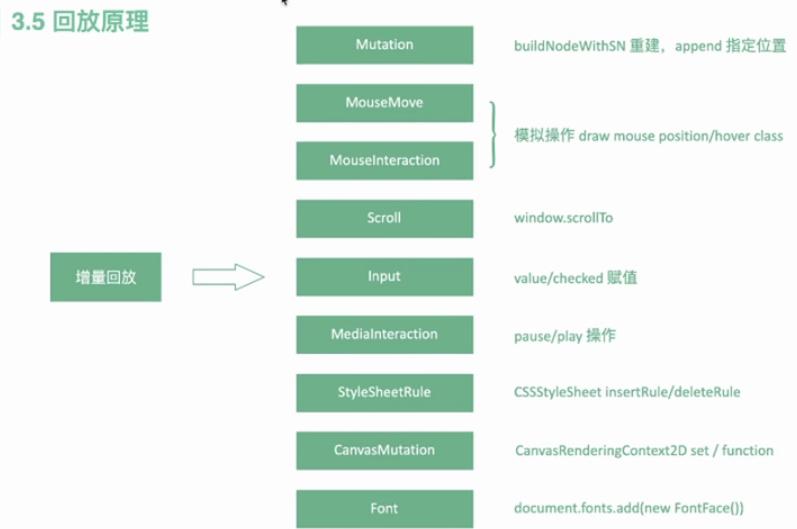 3.5 回放原理
Mutation
buildNodeWithSN 重建，append 指定位置
MouseMove
MouseInteraction
模拟操作 draw mouse position/hover class
Scroll
window.scrollTo
增量回放
Input
value/checked 赋值
MediaInteraction
pause/play 操作
StyleSheetRule
CSSStyleSheet insertRule/deleteRule
CanvasMutation
CanvasRenderingContext2D set / function
Font
document.fonts.add(new FontFace())